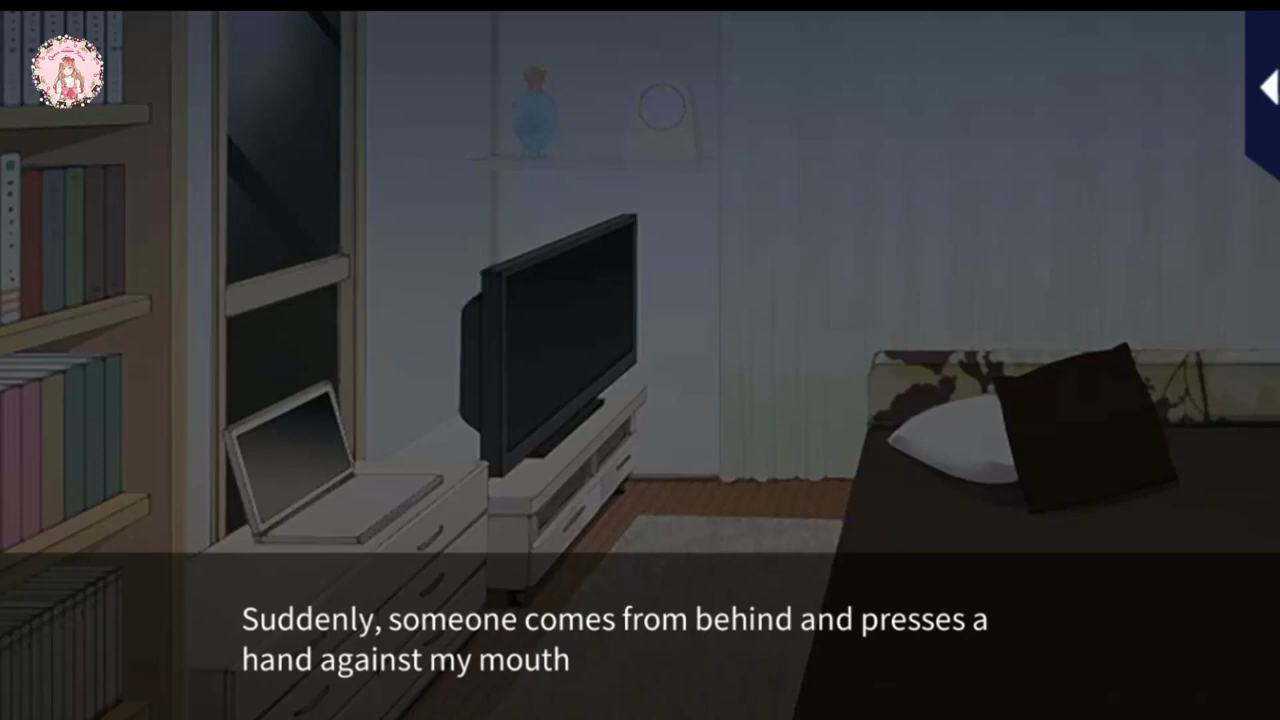 Suddenly, someone comes from behind and presses a
hand against my mouth